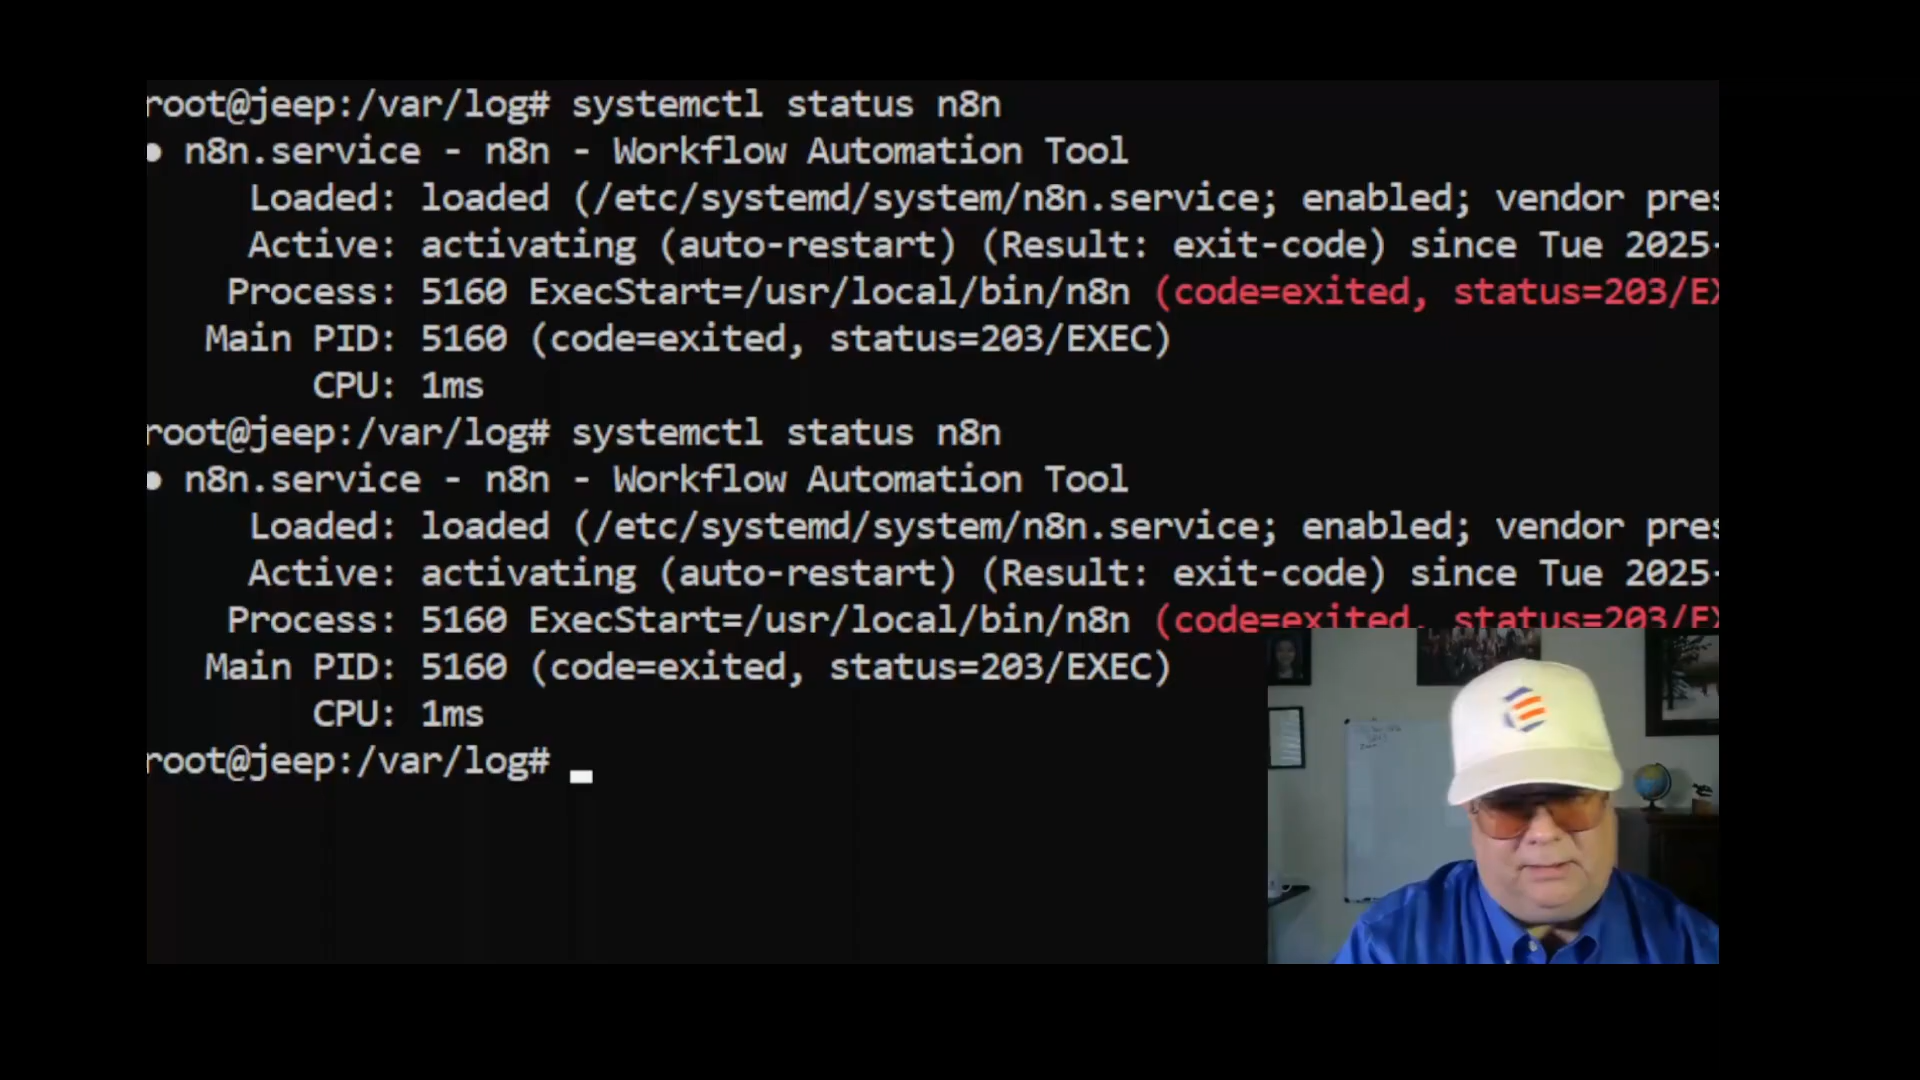 root@jeep:/var/log# systemctl status n8n
● n8n.service - n8n - Workflow Automation Tool
Loaded: loaded (/etc/systemd/system/n8n.service; enabled; vendor pres
Active: activating (auto-restart) (Result: exit-code) since Tue 2025-
Process: 5160 ExecStart=/usr/local/bin/n8n (code=exited, status=203/EX
Main PID: 5160 (code=exited, status=203/EXEC)
CPU: 1ms
root@jeep:/var/log# systemctl status n8n
● n8n.service - n8n - Workflow Automation Tool
Loaded: loaded (/etc/systemd/system/n8n.service; enabled; vendor pres
Active: activating (auto-restart) (Result: exit-code) since Tue 2025-
Process: 5160 ExecStart=/usr/local/bin/n8n (code=exited, status=203/EX
Main PID: 5160 (code=exited, status=203/EXEC)
CPU: 1ms
root@jeep:/var/log#